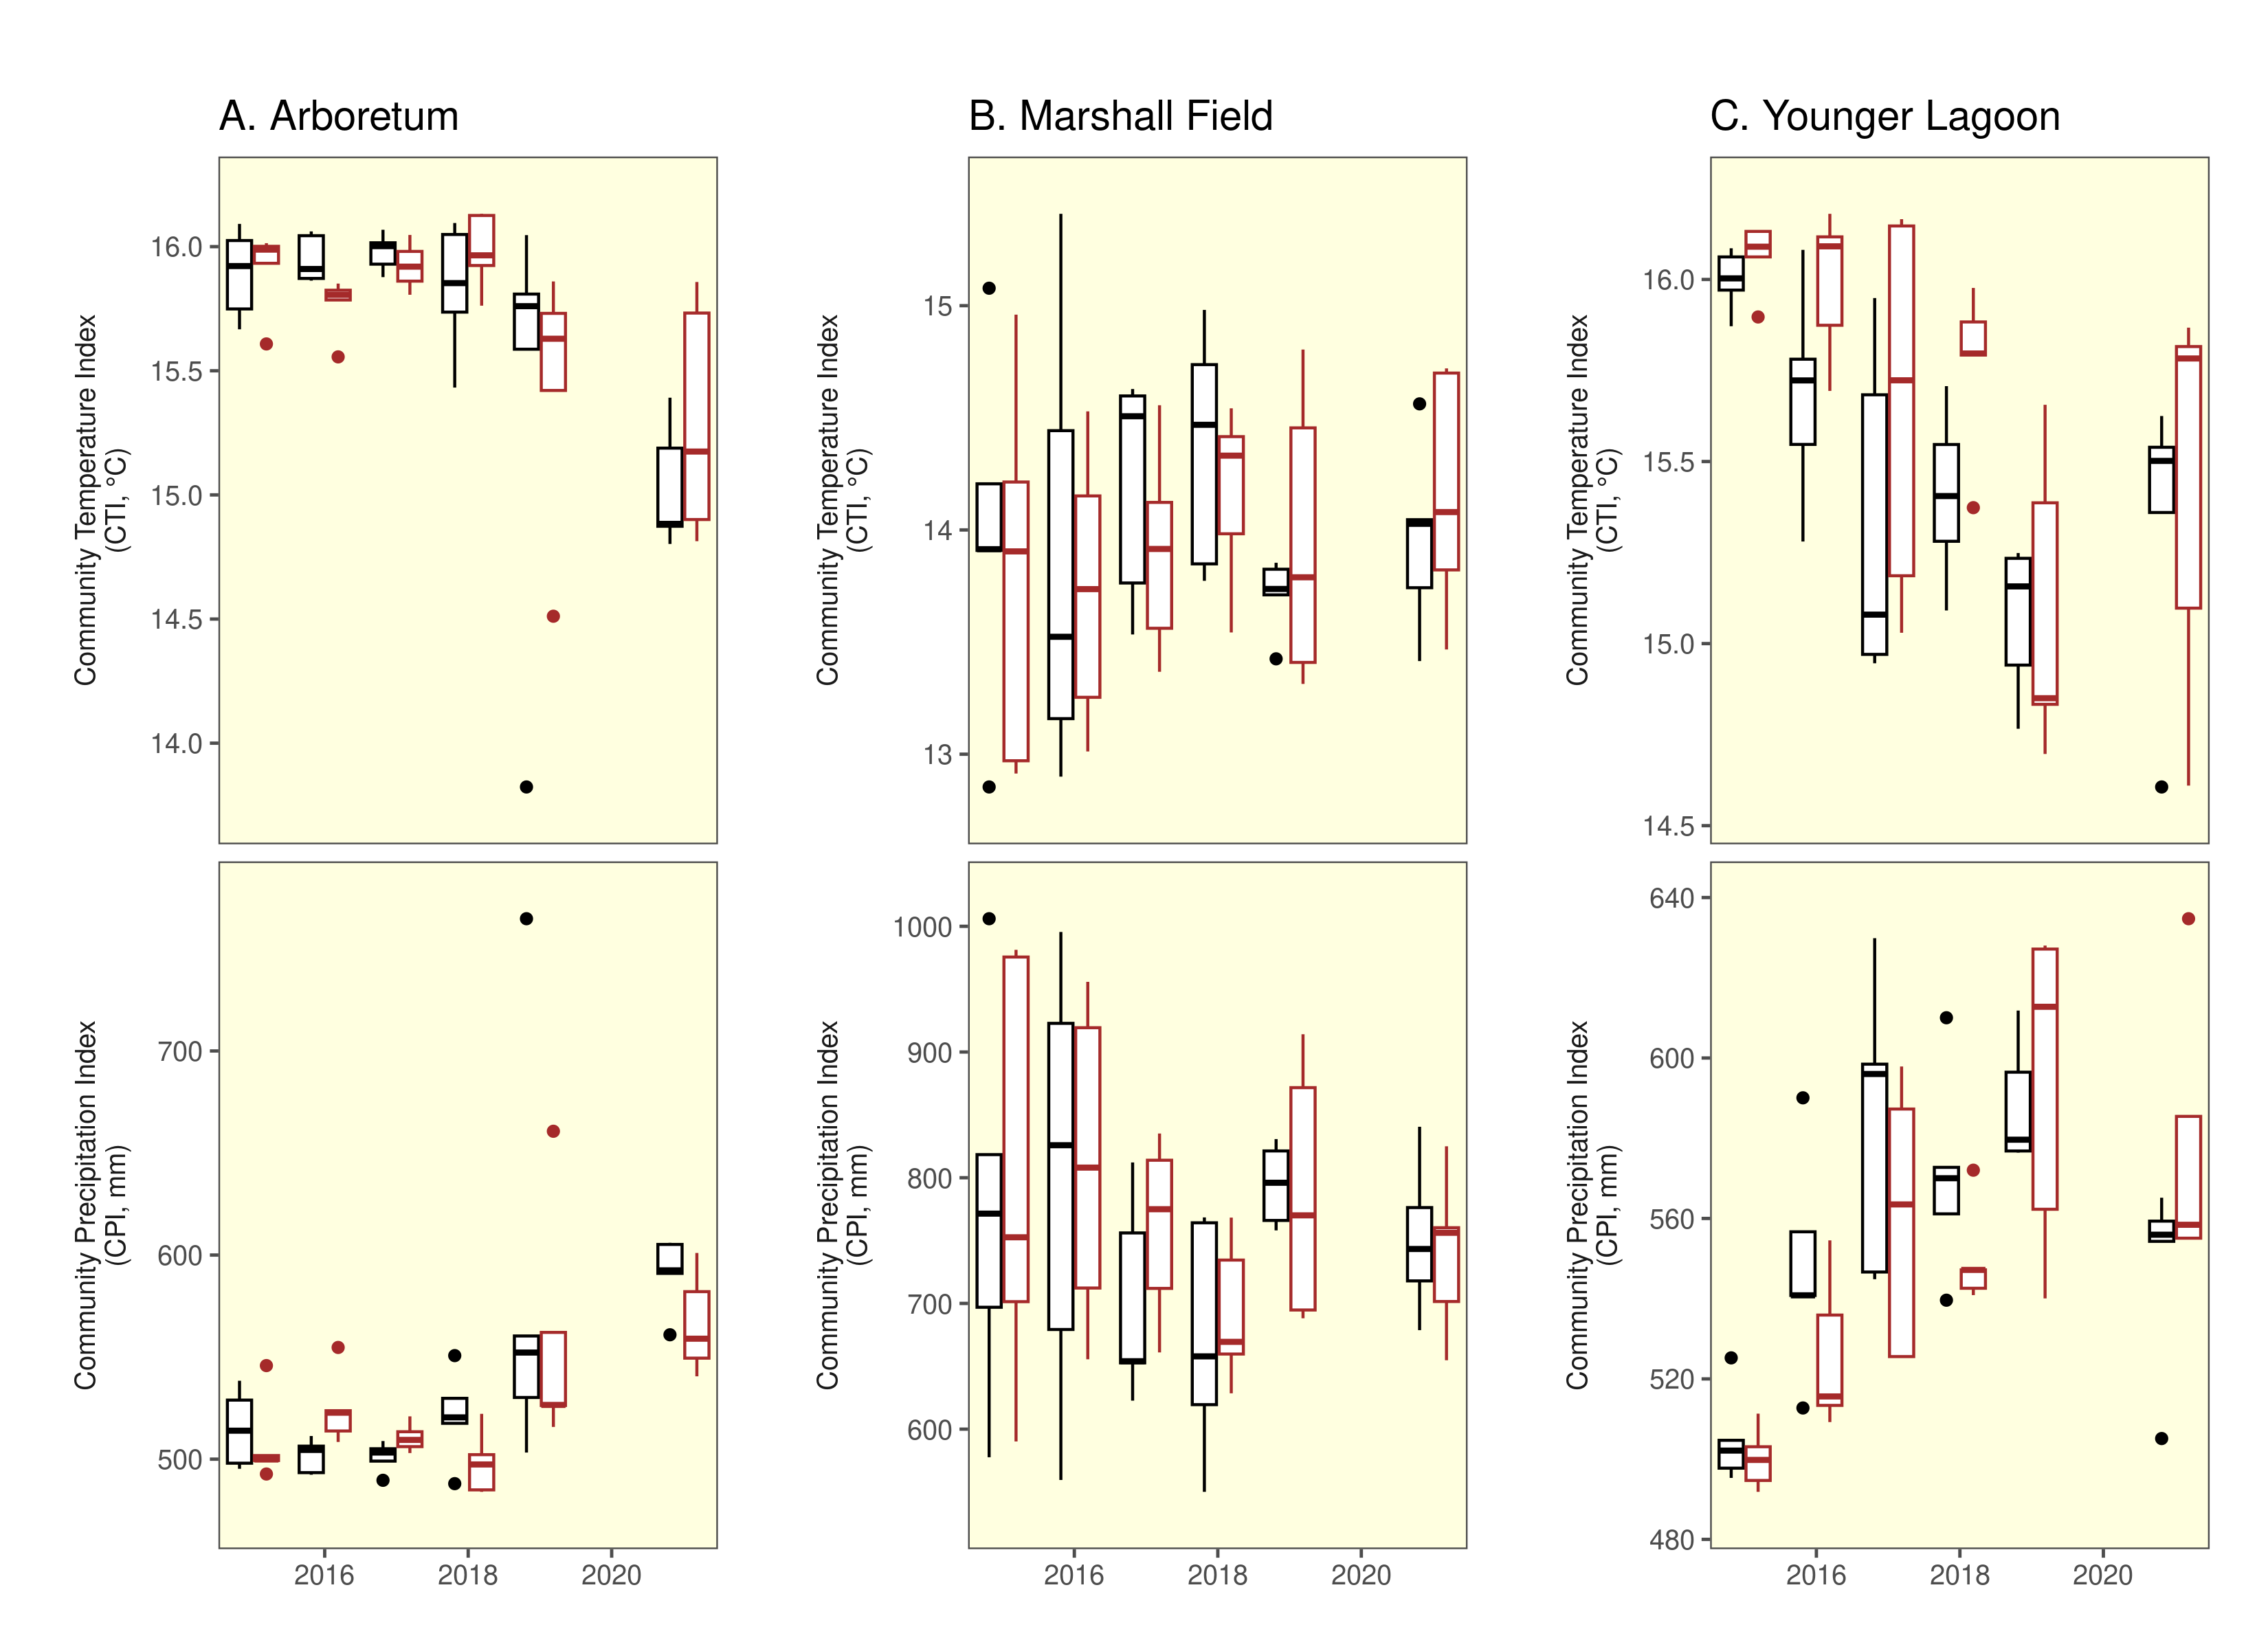 A. Arboretum
B. Marshall Field
C. Younger Lagoon
Community Temperature Index
(CTI, °C)
16.0
15.5
15.0
14.5
14.0
Community Temperature Index
(CTI, °C)
15
14
13
Community Temperature Index
(CTI, °C)
16.0
15.5
15.0
14.5
Community Precipitation Index
(CPI, mm)
700
600
500
2016
2018
2020
Community Precipitation Index
(CPI, mm)
1000
900
800
700
600
2016
2018
2020
Community Precipitation Index
(CPI, mm)
640
600
560
520
480
2016
2018
2020